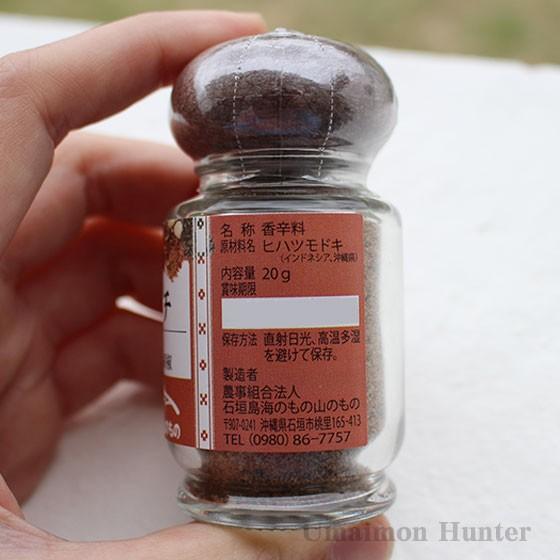 名 称 香辛料
原材料名 ヒハツモドキ
（インドネシア、沖縄県）
内容量 20g
賞味期限
保存方法 直射日光、高温多湿
を避けて保存。
製造者
農事組合法人
石垣島海のもの山のもの
〒907-0241 沖縄県石垣市桃里165-413
TEL (0980) 86-7757
チ
もの
Umaimon Hunter